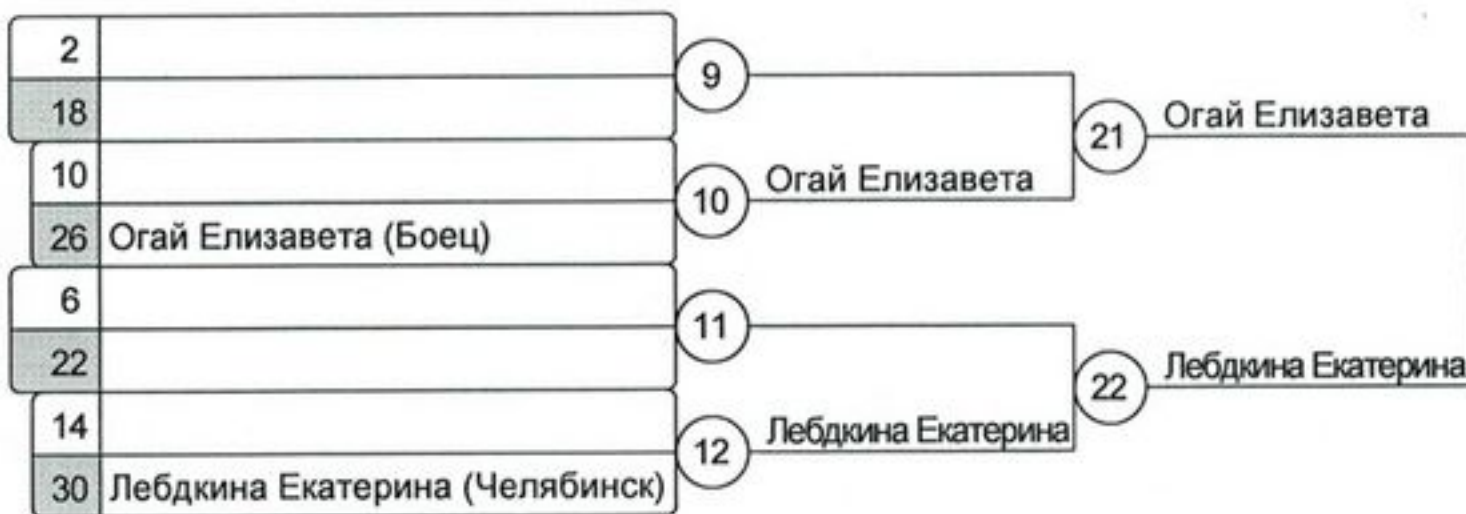 2
18
9
10
26 Огай Елизавета (Боец)
10 Огай Елизавета
21 Огай Елизавета
6
22
11
14
30 Лебдкина Екатерина (Челябинск)
12 Лебдкина Екатерина
22 Лебдкина Екатерина